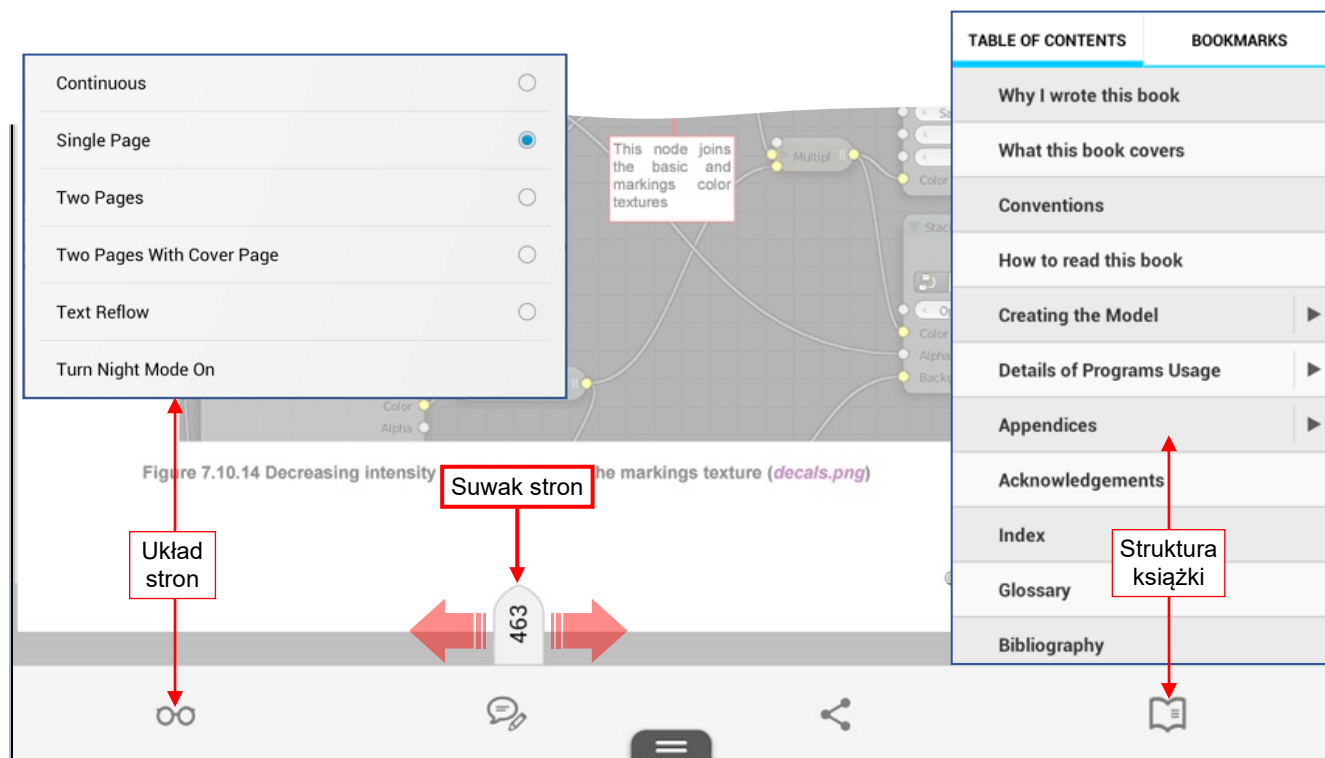 Continuous
Single Page
Two Pages
Two Pages With Cover Page
Text Reflow
Turn Night Mode On
This node joins
the basic and
markings color
textures
Multipl
Color
Color
Alpha
Color
Alpha
Figure 7.10.14 Decreasing intensity
he markings texture (decals.png)
Suwak stron
Układ
stron
463
TABLE OF CONTENTS BOOKMARKS
Why I wrote this book
What this book covers
Conventions
How to read this book
Creating the Model
Details of Programs Usage
Appendices
Acknowledgements
Index
Glossary
Bibliography
Struktura
książki